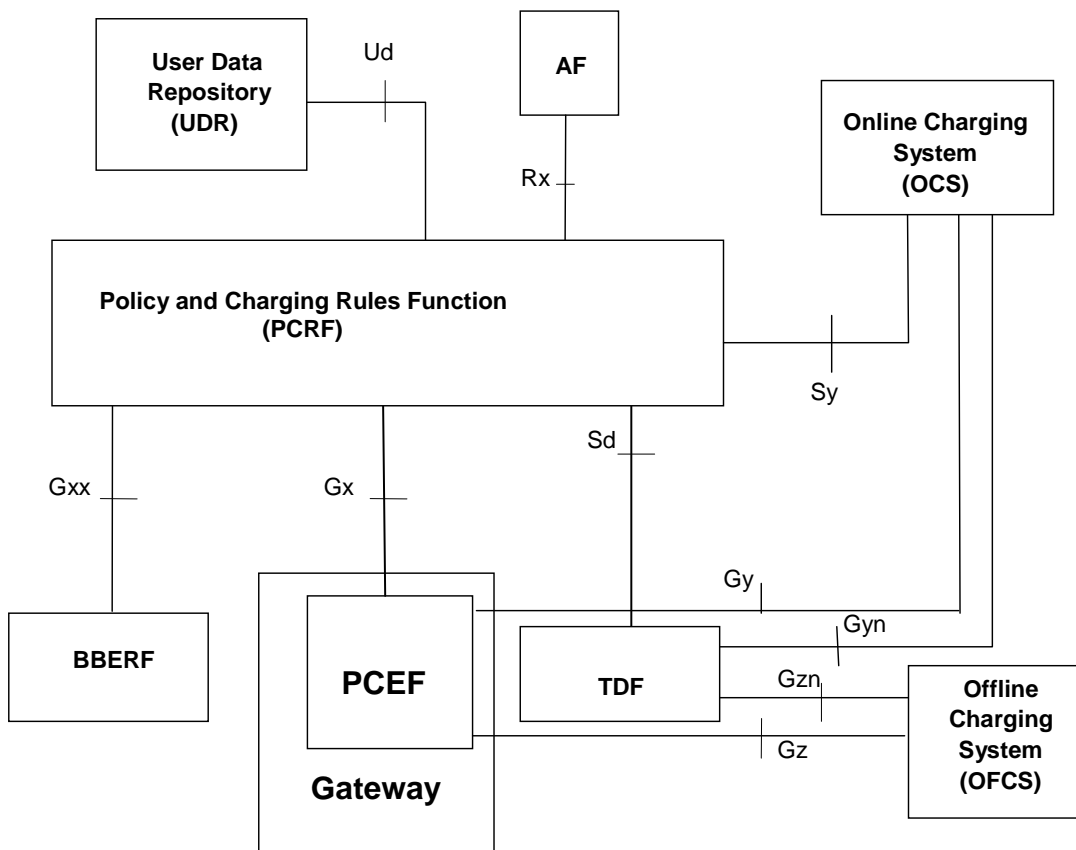 User Data
Repository
(UDR)
Ud
AF
Rx
Online Charging
System
(OCS)
Policy and Charging Rules Function
(PCRF)
Sy
Sd
Gxx
Gx
Gy
Gyn
BBERF
PCEF
TDF
Gzn
Gz
Offline
Charging
System
(OFCS)
Gateway